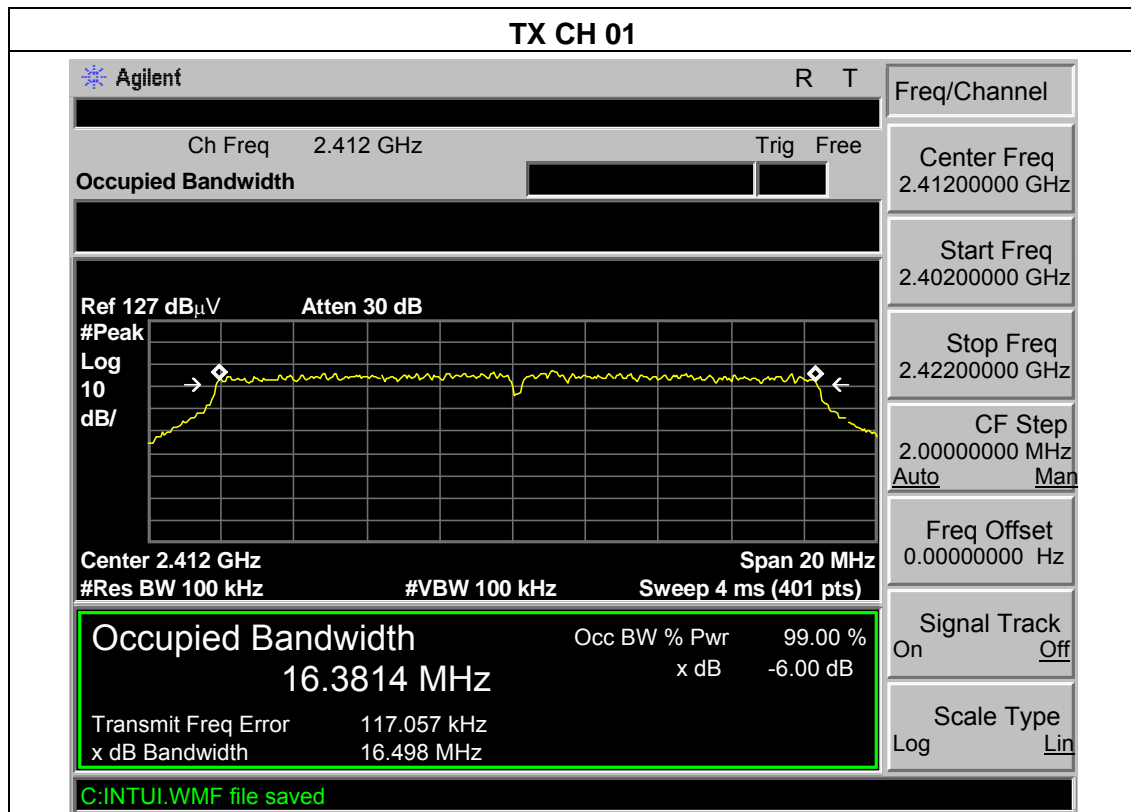 TX CH 01
Agilent R T
Ch Freq 2.412 GHz Trig Free
Occupied Bandwidth
Ref 127 dBμV Atten 30 dB
#Peak
Log
10
dB/
Center 2.412 GHz Span 20 MHz
#Res BW 100 kHz #VBW 100 kHz Sweep 4 ms (401 pts)
Occupied Bandwidth Occ BW % Pwr 99.00 %
16.3814 MHz x dB -6.00 dB
Transmit Freq Error 117.057 kHz
x dB Bandwidth 16.498 MHz
C:INTUI.WMF file saved
Freq/Channel
Center Freq
2.41200000 GHz
Start Freq
2.40200000 GHz
Stop Freq
2.42200000 GHz
CF Step
2.00000000 MHz
Auto Man
Freq Offset
0.00000000 Hz
Signal Track
On Off
Scale Type
Log Lin